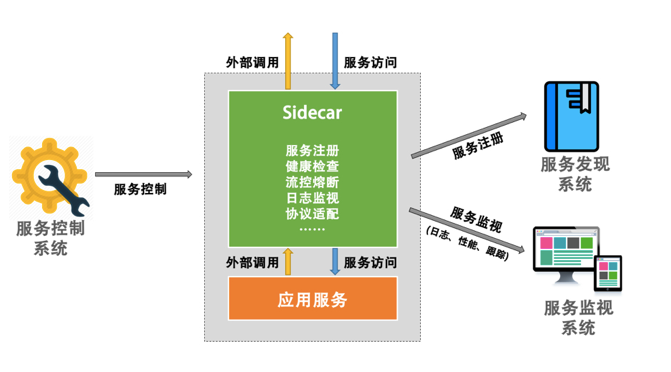 外部调用
服务访问
Sidecar
服务注册
健康检查
流控熔断
日志监视
协议适配
……
外部调用
服务访问
应用服务
服务控制
服务控制
系统
服务注册
服务发现
系统
服务监视
(日志、性能、跟踪)
服务监视
系统